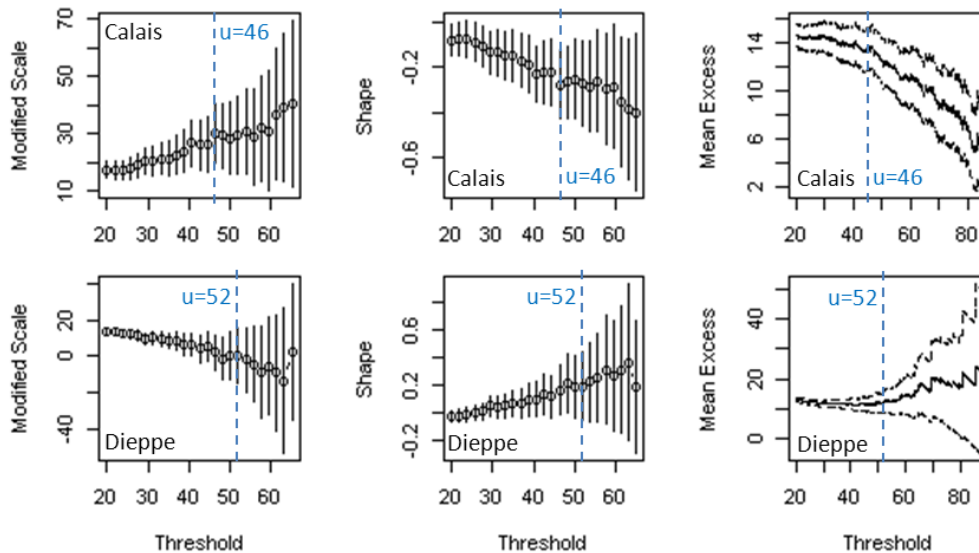 Modified Scale
70
50
30
10
Calais
u=46
20 30 40 50 60
Shape
-0.2
-0.6
Calais
u=46
20 30 40 50 60
Mean Excess
14
10
6
2
Calais
u=46
20 40 60 80
Modified Scale
20
0
-40
u=52
Dieppe
20 30 40 50 60
Threshold
Shape
0.6
0.2
-0.2
u=52
Dieppe
20 30 40 50 60
Threshold
Mean Excess
40
20
0
u=52
Dieppe
20 40 60 80
Threshold